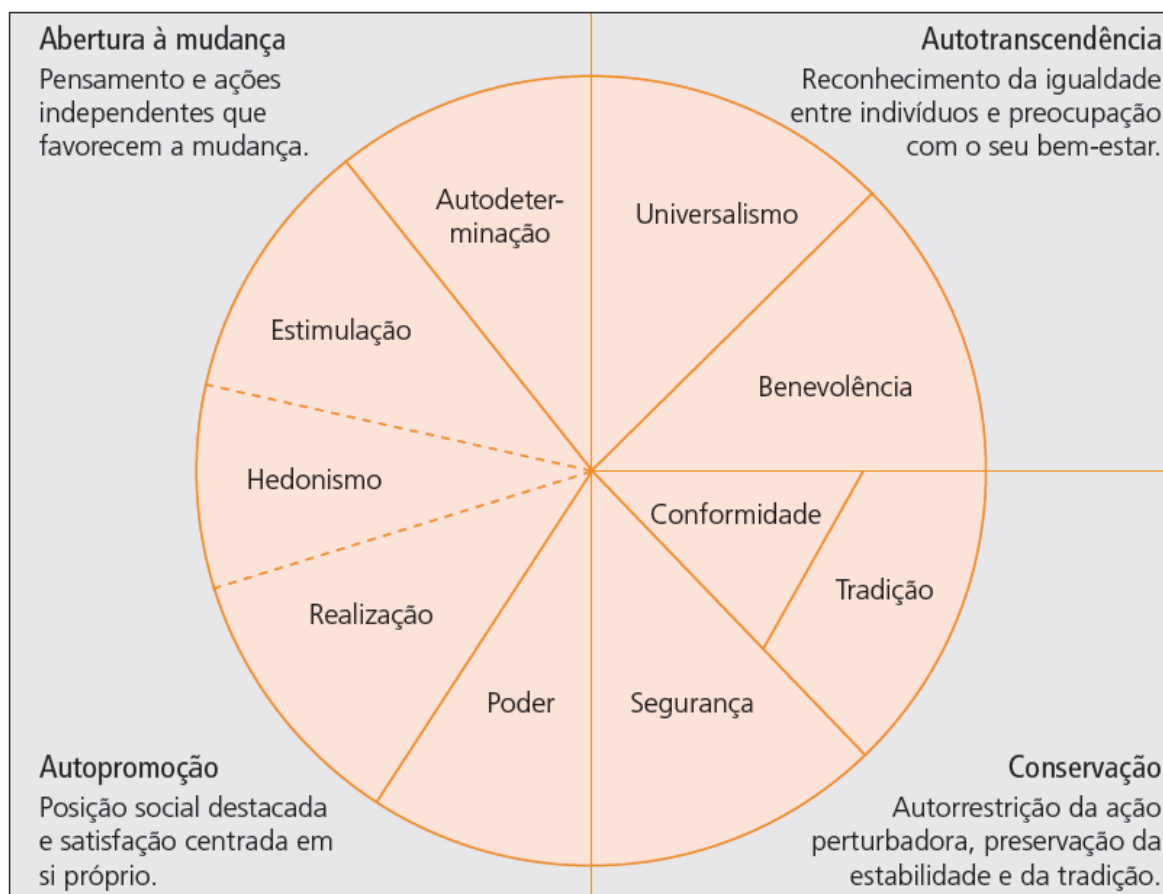 Abertura à mudança
Pensamento e ações
independentes que
favorecem a mudança.
Autotranscendência
Reconhecimento da igualdade
entre indivíduos e preocupação
com o seu bem-estar.
Autodeter-
minação
Universalismo
Estimulação
Benevolência
Hedonismo
Conformidade
Tradição
Realização
Poder
Segurança
Autopromoção
Posição social destacada
e satisfação centrada em
si próprio.
Conservação
Autorrestrição da ação
perturbadora, preservação da
estabilidade e da tradição.